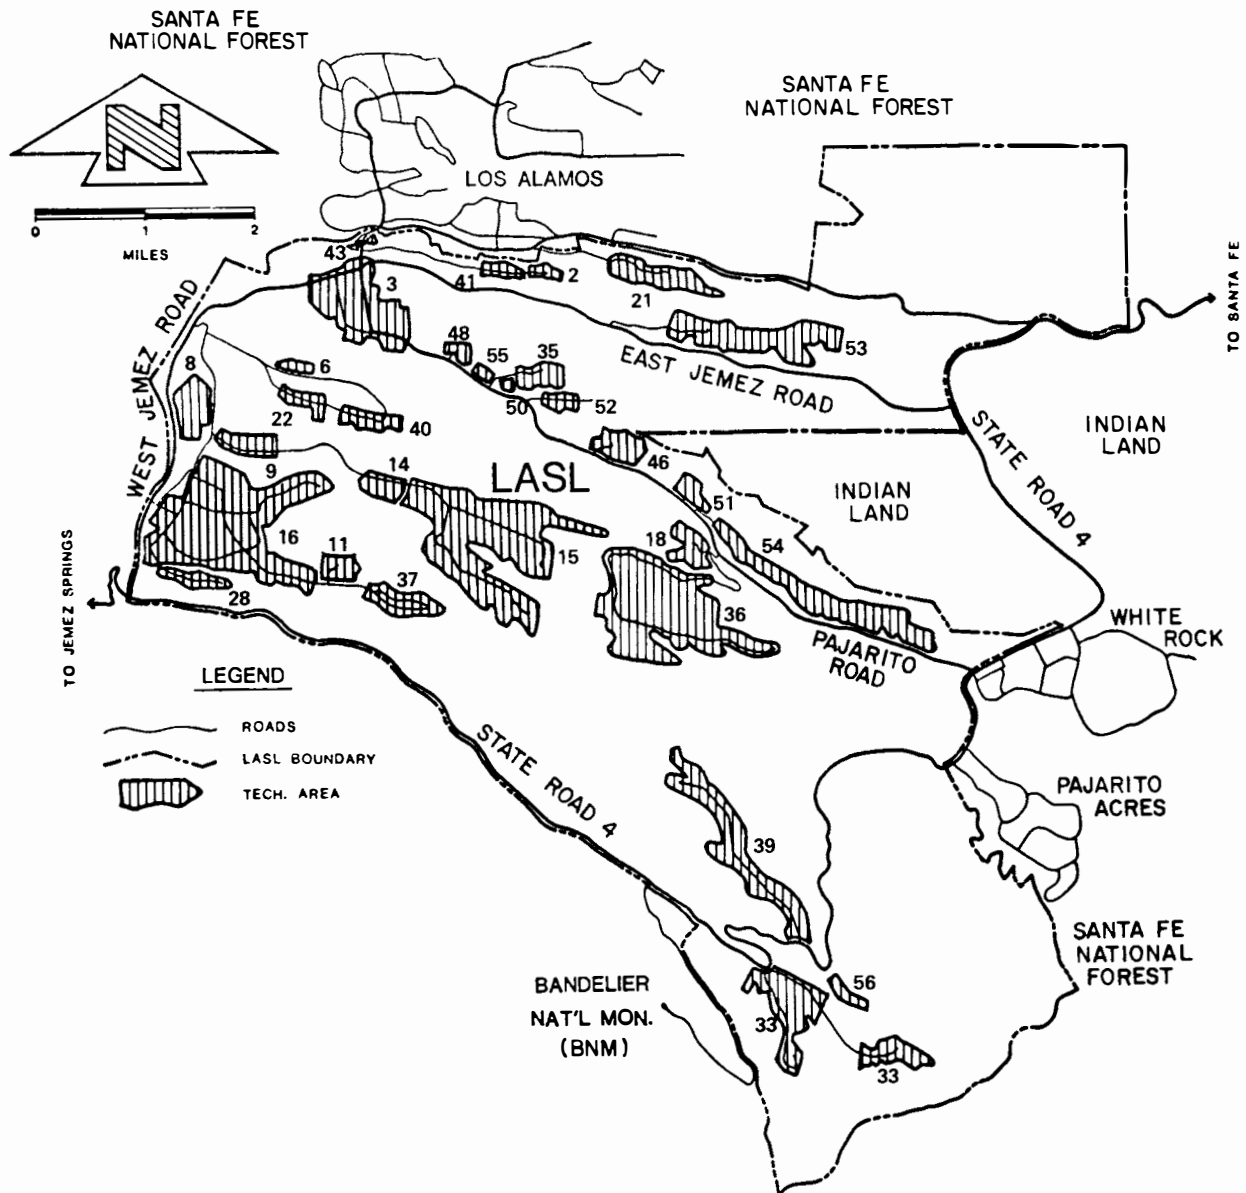 SANTA FE
NATIONAL FOREST
SANTA FE
NATIONAL FOREST
N
LOS ALAMOS
0 1 2
MILES
43
3
41
2
21
TO SANTA FE
WEST JEMEZ ROAD
8
6
48
55
35
53
EAST JEMEZ ROAD
22
40
50
52
STATE ROAD 4
INDIAN
LAND
9
14
LASL
46
51
INDIAN
LAND
16
11
15
18
54
TO JEMEZ SPRINGS
28
37
36
PAJARITO
ROAD
WHITE
ROCK
LEGEND
ROADS
LASL BOUNDARY
TECH. AREA
STATE ROAD 4
PAJARITO
ACRES
39
SANTA FE
NATIONAL
FOREST
BANDELIER
NAT'L MON.
(BNM)
56
33
33